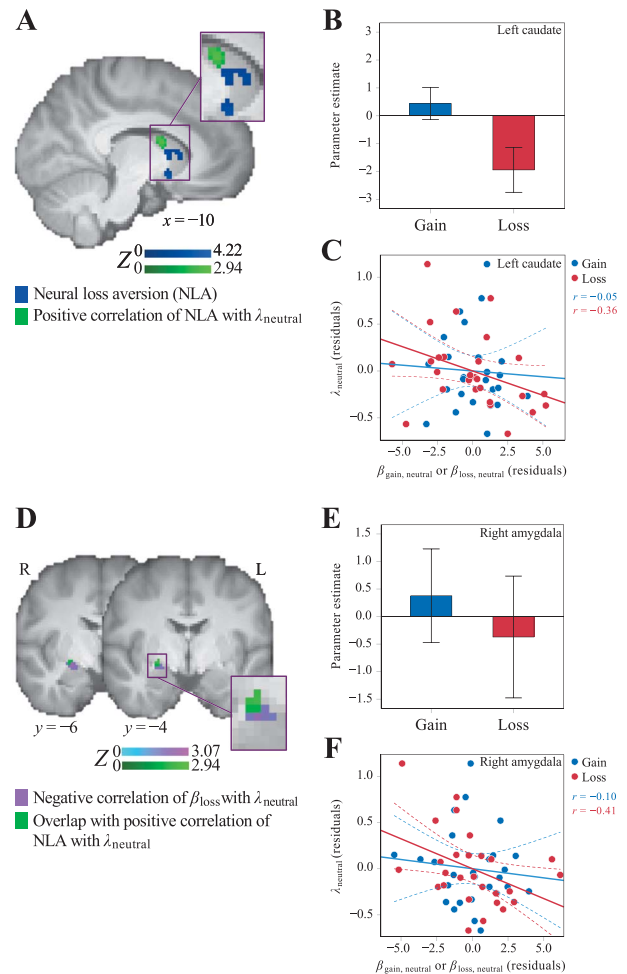 A
x = −10
Z 0 4.22
0 2.94
Neural loss aversion (NLA)
Positive correlation of NLA with λneutral
B
Left caudate
Parameter estimate
3
2
1
0
−1
−2
−3
Gain
Loss
C
Left caudate
Gain
Loss
r = −0.05
r = −0.36
λneutral (residuals)
1.0
0.5
0.0
−0.5
−5.0 −2.5 0.0 2.5 5.0
βgain, neutral or βloss, neutral (residuals)
D
R
L
y = −6
y = −4
Z 0 3.07
0 2.94
Negative correlation of βloss with λneutral
Overlap with positive correlation of
NLA with λneutral
E
Right amygdala
Parameter estimate
1.5
1.0
0.5
0.0
−0.5
−1.0
−1.5
Gain
Loss
F
Right amygdala
Gain
Loss
r = −0.10
r = −0.41
λneutral (residuals)
1.0
0.5
0.0
−0.5
−5.0 −2.5 0.0 2.5 5.0
βgain, neutral or βloss, neutral (residuals)